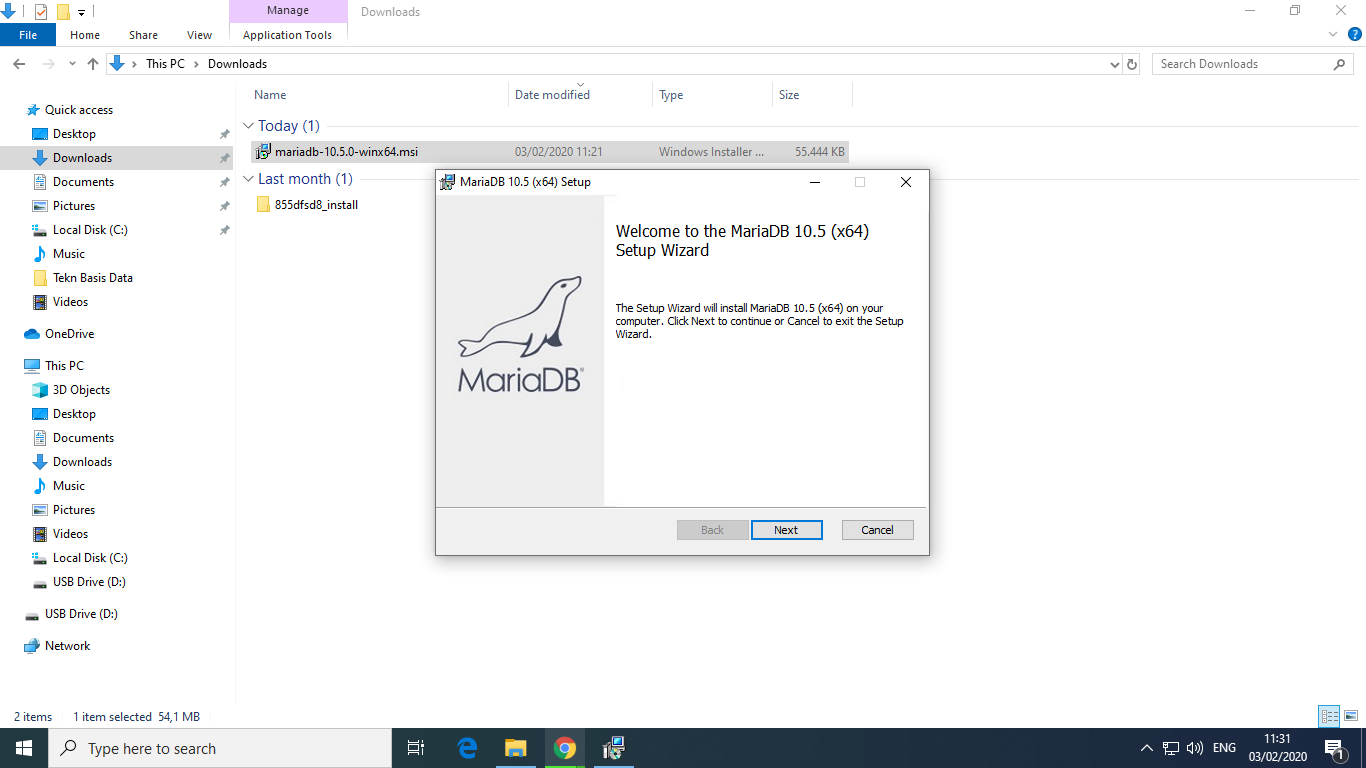 Manage
Downloads
File
Home
Share
View
Application Tools
This PC
Downloads
Search Downloads
Name
Date modified
Type
Size
Quick access
Desktop
Downloads
Documents
Pictures
Local Disk (C:)
Music
Tekn Basis Data
Videos
OneDrive
This PC
3D Objects
Desktop
Documents
Downloads
Music
Pictures
Videos
Local Disk (C:)
USB Drive (D:)
USB Drive (D:)
Network
Today (1)
mariadb-10.5.0-winx64.msi 03/02/2020 11:21 Windows Installer ... 55.444 KB
Last month (1)
855dfsd8_install
MariaDB 10.5 (x64) Setup
MariaDB®
Welcome to the MariaDB 10.5 (x64)
Setup Wizard
The Setup Wizard will install MariaDB 10.5 (x64) on your
computer. Click Next to continue or Cancel to exit the Setup
Wizard.
Back
Next
Cancel
2 items
1 item selected 54,1 MB
Type here to search
ENG
11:31
03/02/2020
1